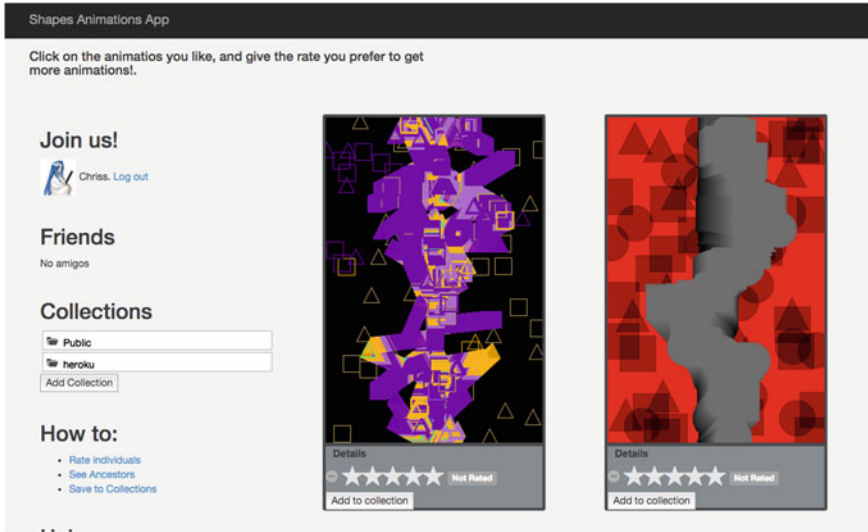 Shapes Animations App
Click on the animatios you like, and give the rate you prefer to get
more animations!.
Join us!
Chriss. Log out
Friends
No amigos
Collections
Public
heroku
Add Collection
How to:
Rate individuals
See Ancestors
Save to Collections
Details
Not Rated
Add to collection
Details
Not Rated
Add to collection